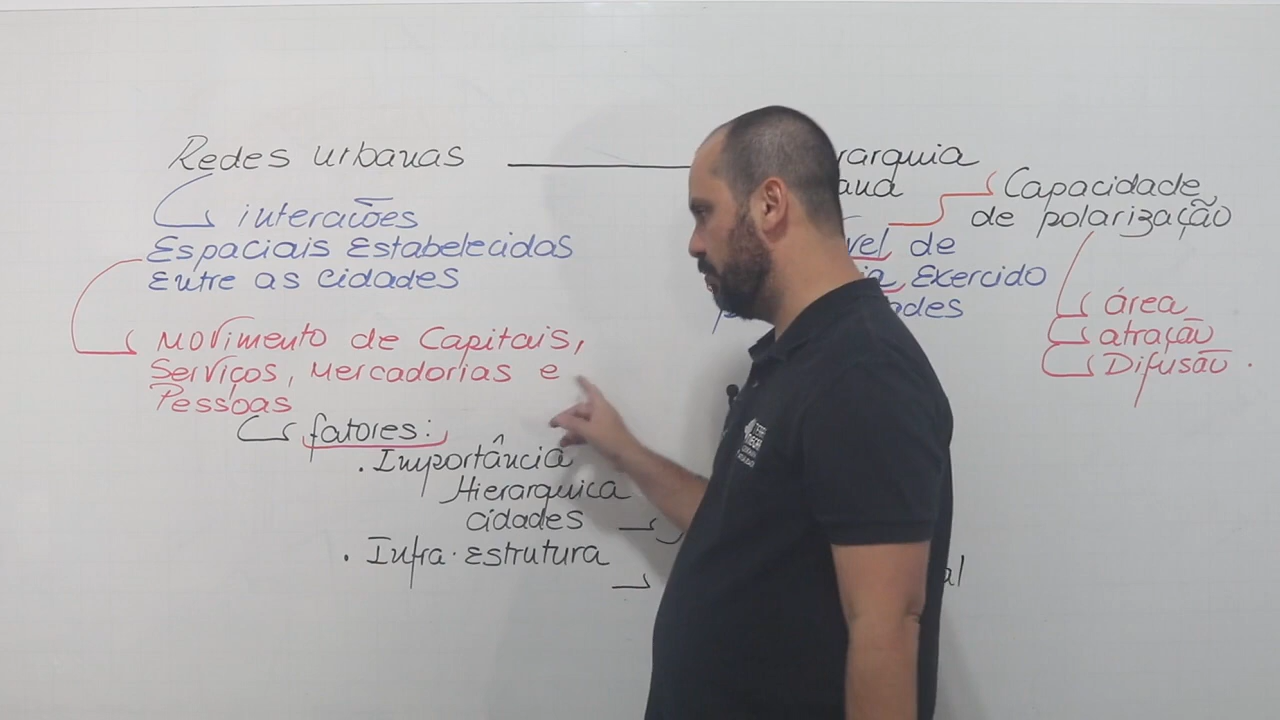 Redes urbanas
interações
Espaciais Estabelecidas
Entre as cidades
Movimento de Capitais,
Serviços, Mercadorias e
Pessoas
fatores:
. Importância
Hierarquica
cidades
. Infra-estrutura
de
Exercido
Capacidade
de polarização
área
atração
Difusão.